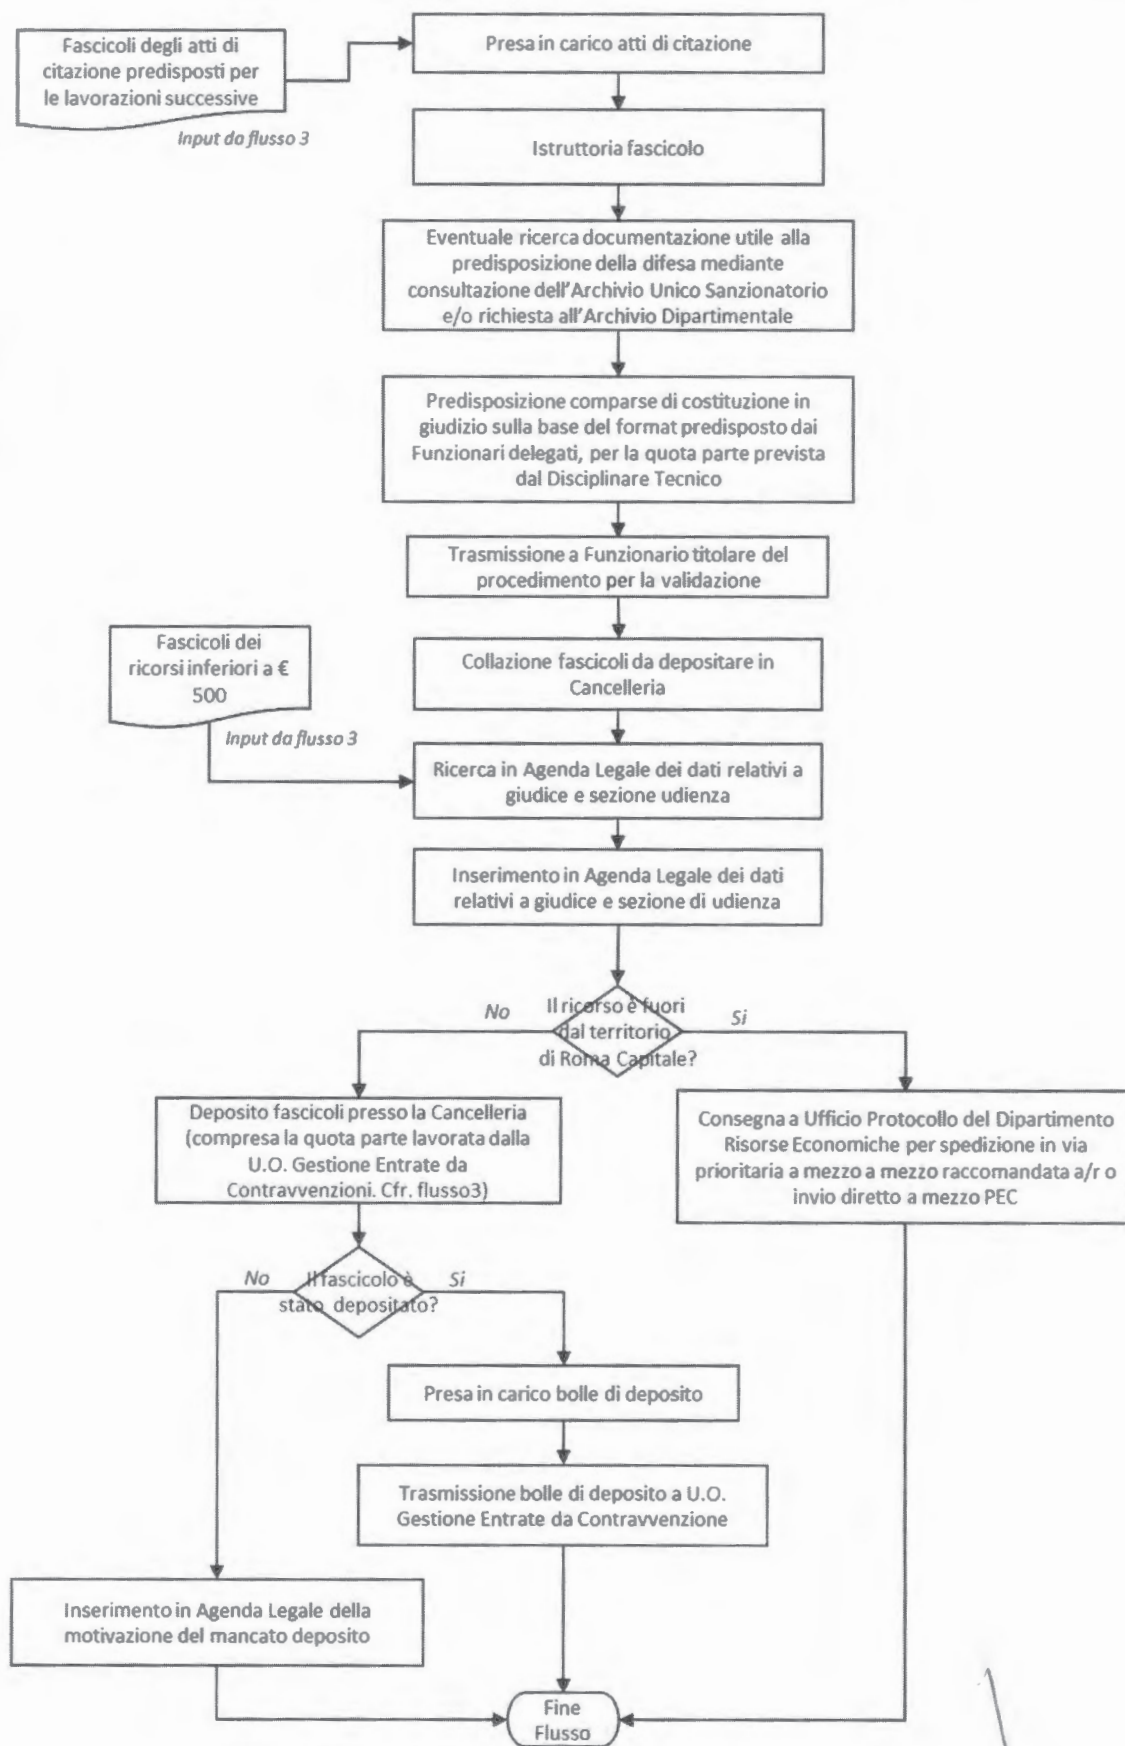 Fascicoli degli atti di
citazione predisposti per
le lavorazioni successive
Input da flusso 3
Presa in carico atti di citazione
Istruttoria fascicolo
Eventuale ricerca documentazione utile alla
predisposizione della difesa mediante
consultazione dell'Archivio Unico Sanzionatorio
e/o richiesta all'Archivio Dipartimentale
Predisposizione comparse di costituzione in
giudizio sulla base del format predisposto dai
Funzionari delegati, per la quota parte prevista
dal Disciplinare Tecnico
Trasmissione a Funzionario titolare del
procedimento per la validazione
Fascicoli dei
ricorsi inferiori a €
500
Input da flusso 3
Collazione fascicoli da depositare in
Cancelleria
Ricerca in Agenda Legale dei dati relativi a
giudice e sezione udienza
Inserimento in Agenda Legale dei dati
relativi a giudice e sezione di udienza
No
Il ricorso è fuori
dal territorio
di Roma Capitale?
Si
Deposito fascicoli presso la Cancelleria
(compresa la quota parte lavorata dalla
U.O. Gestione Entrate da
Contravvenzioni. Cfr. flusso3)
Consegna a Ufficio Protocollo del Dipartimento
Risorse Economiche per spedizione in via
prioritaria a mezzo a mezzo raccomandata a/r o
invio diretto a mezzo PEC
No
Il fascicolo è
stato depositato?
Si
Presa in carico bolle di deposito
Trasmissione bolle di deposito a U.O.
Gestione Entrate da Contravvenzione
Inserimento in Agenda Legale della
motivazione del mancato deposito
Fine
Flusso